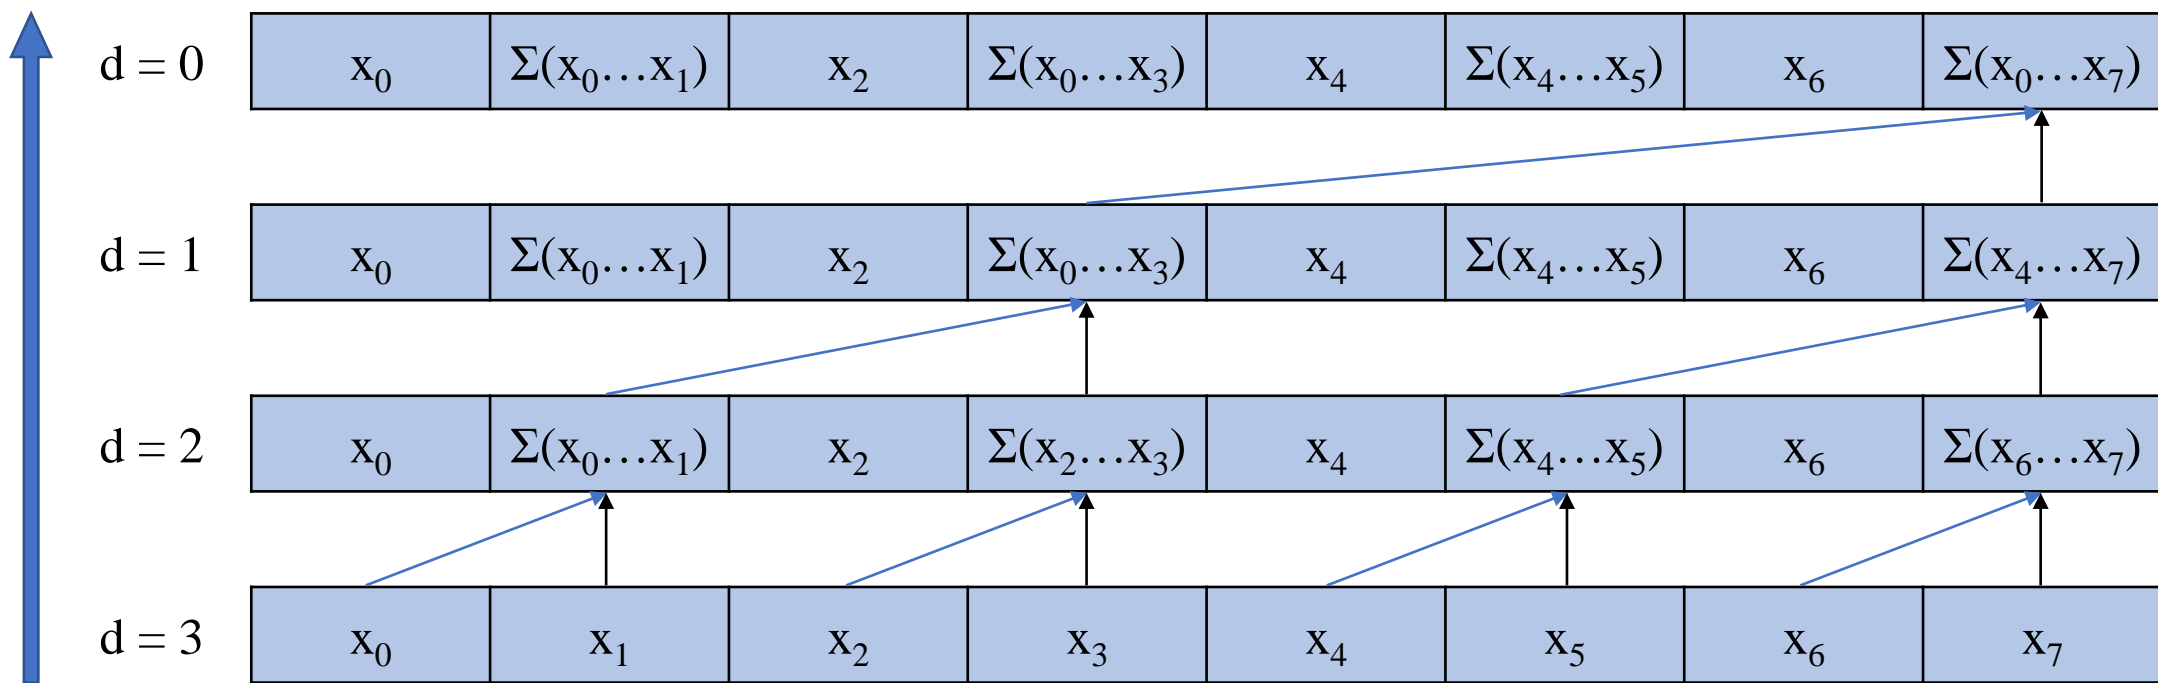 d = 0 x₀ Σ(x₀…x₁) x₂ Σ(x₀…x₃) x₄ Σ(x₄…x₅) x₆ Σ(x₀…x₇)
d = 1 x₀ Σ(x₀…x₁) x₂ Σ(x₀…x₃) x₄ Σ(x₄…x₅) x₆ Σ(x₄…x₇)
d = 2 x₀ Σ(x₀…x₁) x₂ Σ(x₂…x₃) x₄ Σ(x₄…x₅) x₆ Σ(x₆…x₇)
d = 3 x₀ x₁ x₂ x₃ x₄ x₅ x₆ x₇